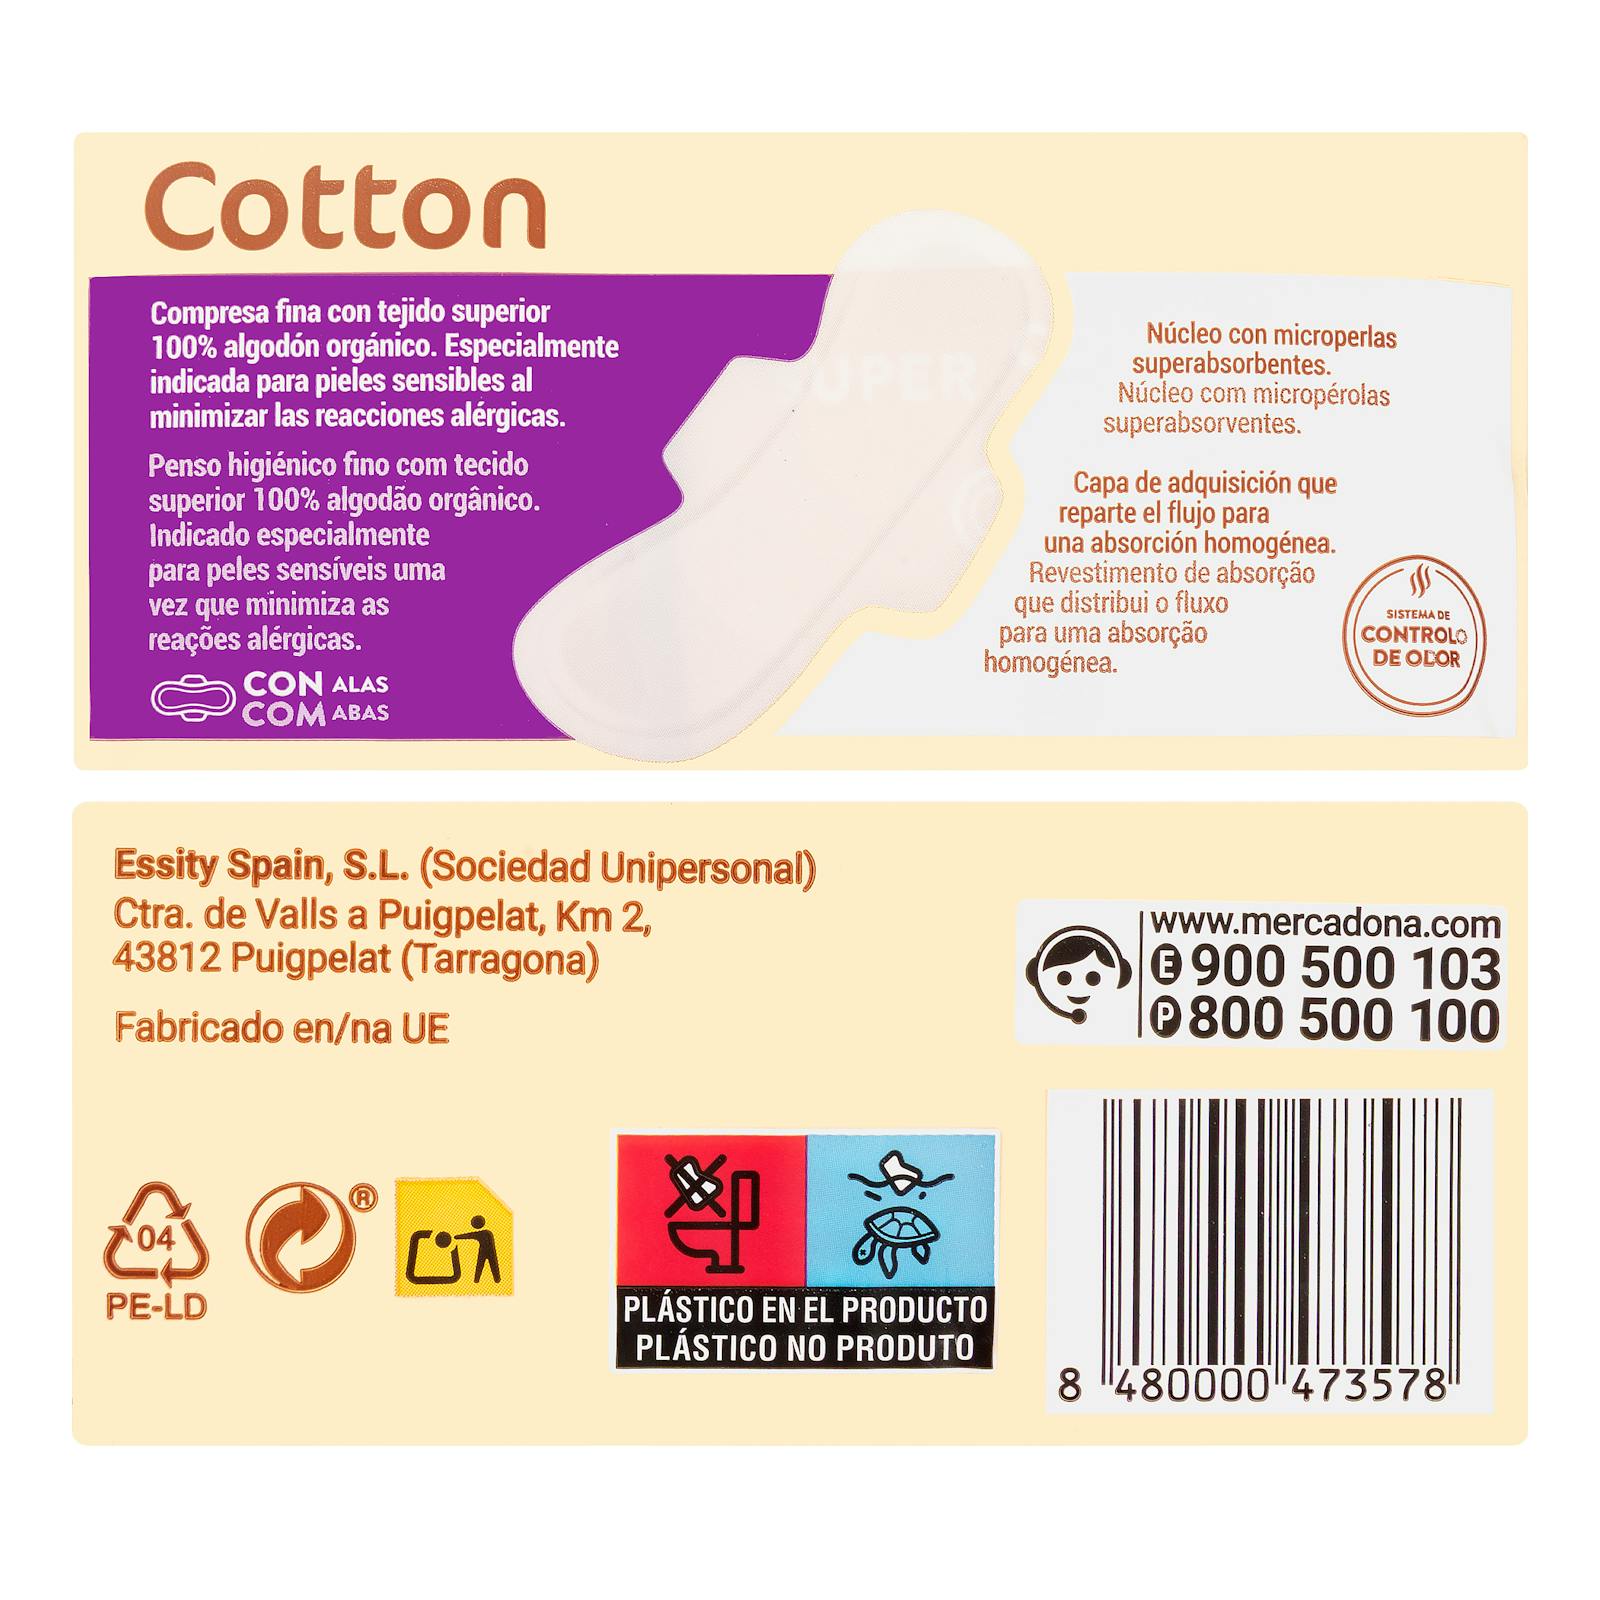 Cotton
Compresa fina con tejido superior
100% algodón orgánico. Especialmente
indicada para pieles sensibles al
minimizar las reacciones alérgicas.
Penso higiénico fino com tecido
superior 100% algodão orgânico.
Indicado especialmente
para peles sensíveis uma
vez que minimiza as
reações alérgicas.
CON ALAS
COM ABAS
SUPER
Núcleo con microperlas
superabsorbentes.
Núcleo com micropérolas
superabsorventes.
Capa de adquisición que
reparte el flujo para
una absorción homogénea.
Revestimento de absorção
que distribui o fluxo
para uma absorção
homogénea.
SISTEMA DE
CONTROLO
DE OLOR
Essity Spain, S.L. (Sociedad Unipersonal)
Ctra. de Valls a Puigpelat, Km 2,
43812 Puigpelat (Tarragona)
Fabricado en/na UE
www.mercadona.com
E 900 500 103
P 800 500 100
04
PE-LD
®
PLÁSTICO EN EL PRODUCTO
PLÁSTICO NO PRODUTO
8 480000 473578